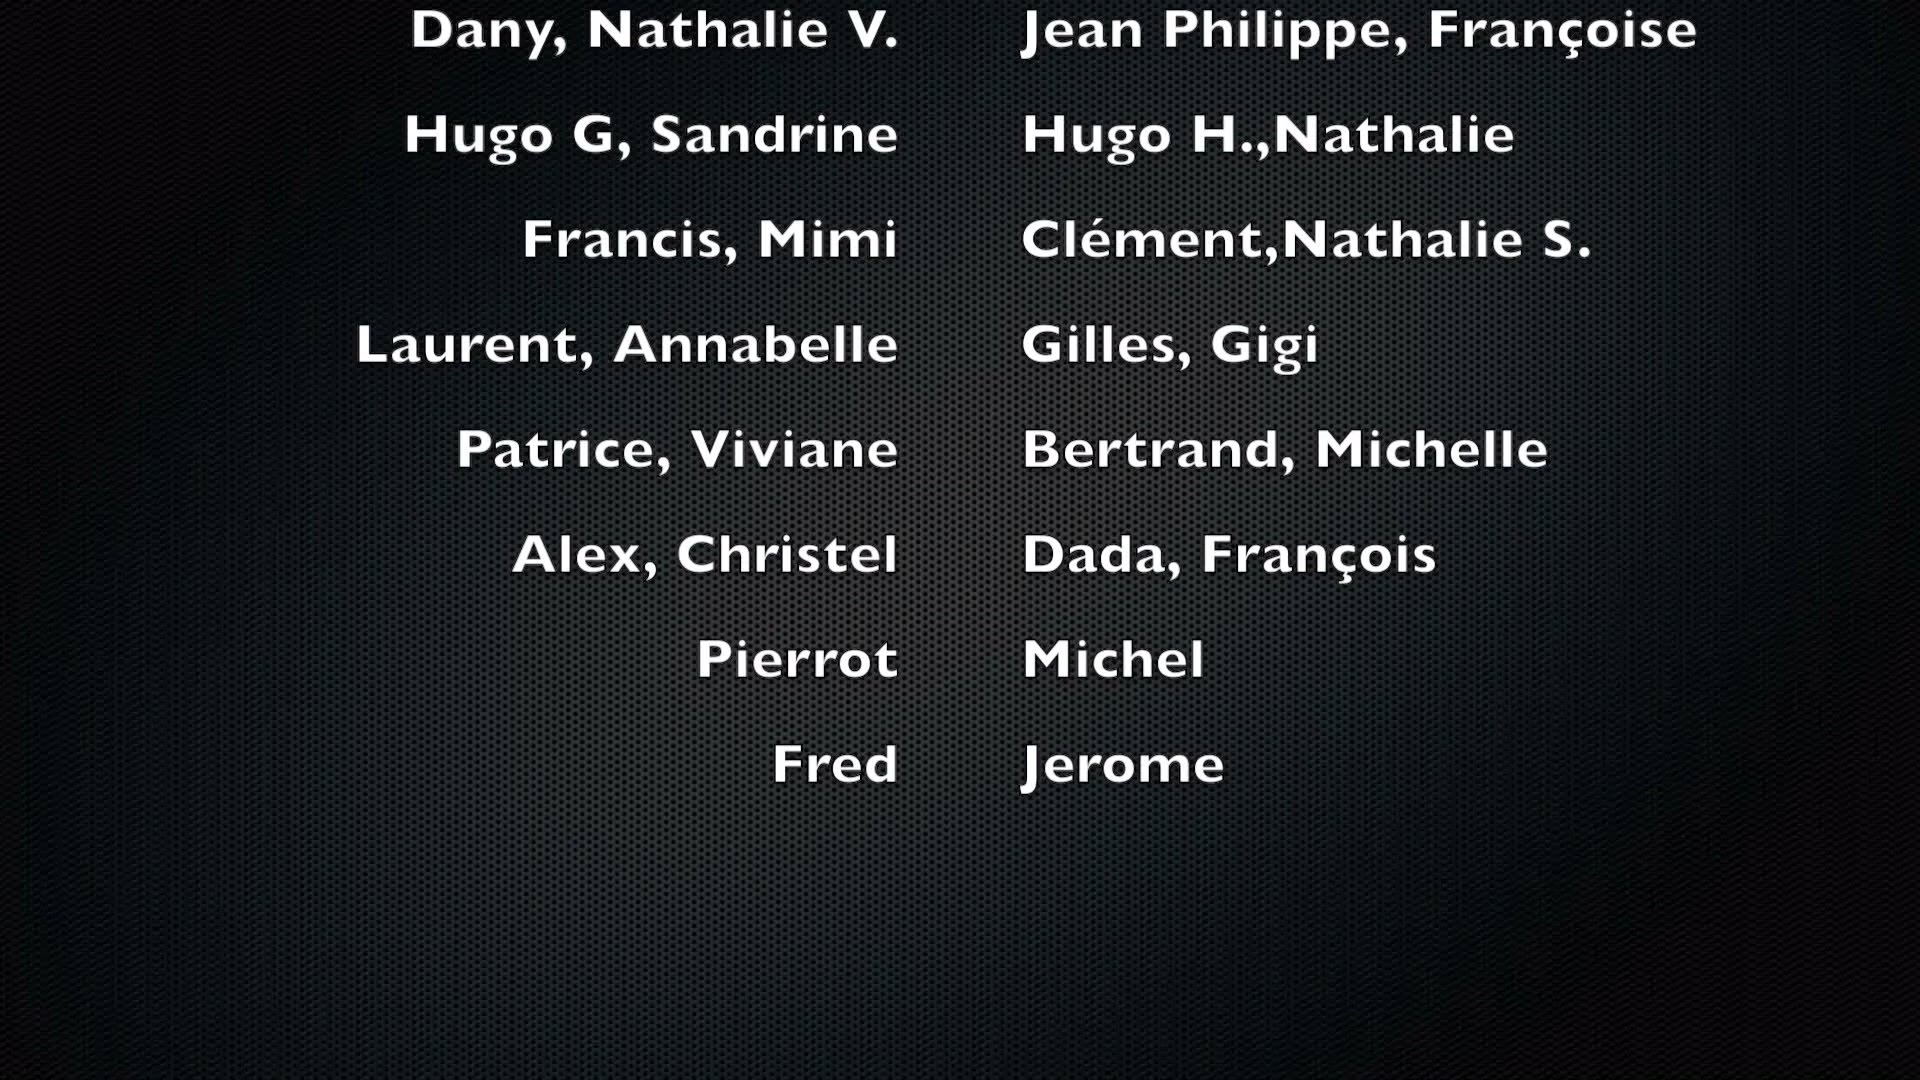 Dany, Nathalie V. Jean Philippe, Françoise
Hugo G, Sandrine Hugo H.,Nathalie
Francis, Mimi Clément,Nathalie S.
Laurent, Annabelle Gilles, Gigi
Patrice, Viviane Bertrand, Michelle
Alex, Christel Dada, François
Pierrot Michel
Fred Jerome